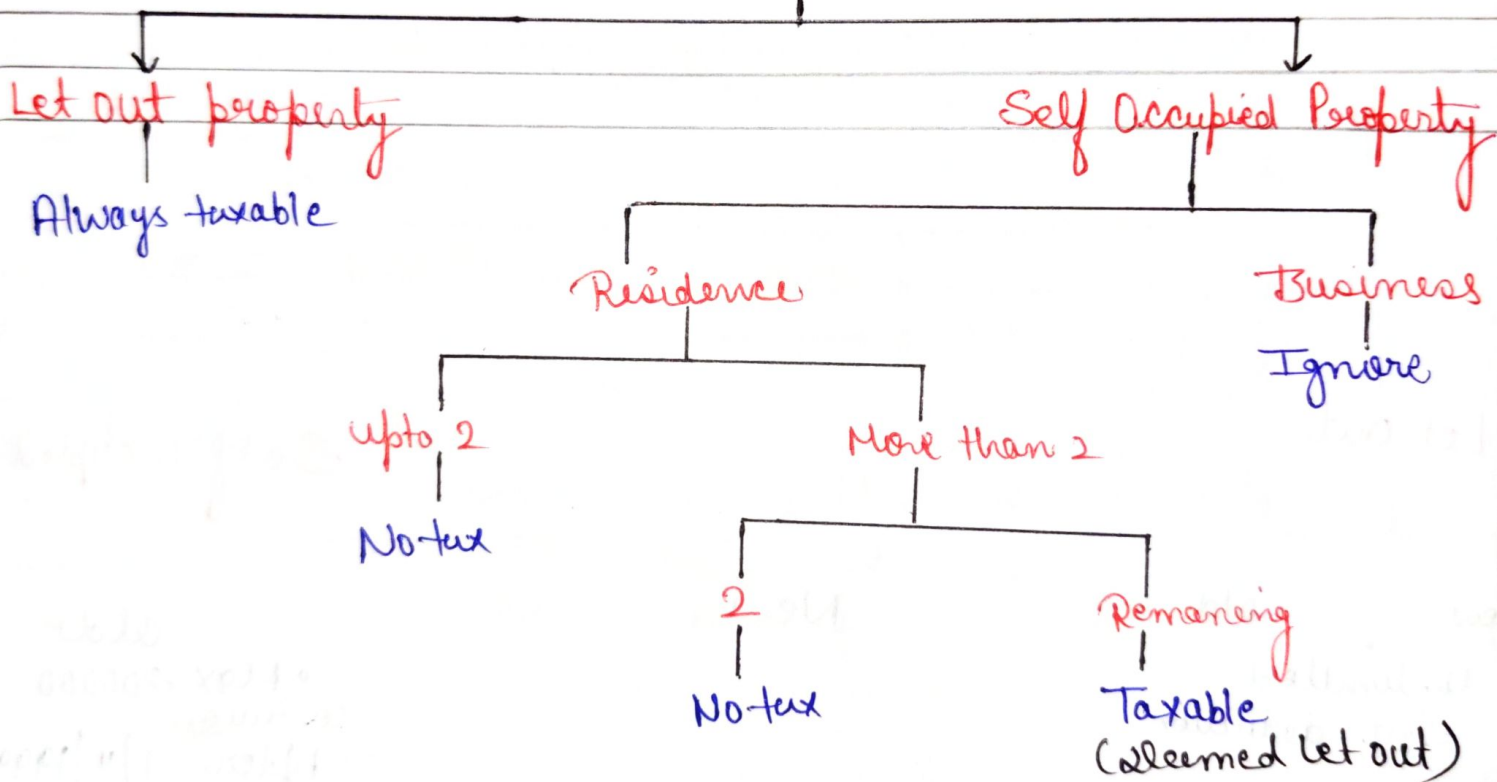 Let out property
Self Occupied Property
Always taxable
Residence
Business
Ignore
upto 2
More than 2
No tax
2
Remaning
No tax
Taxable
(deemed let out)